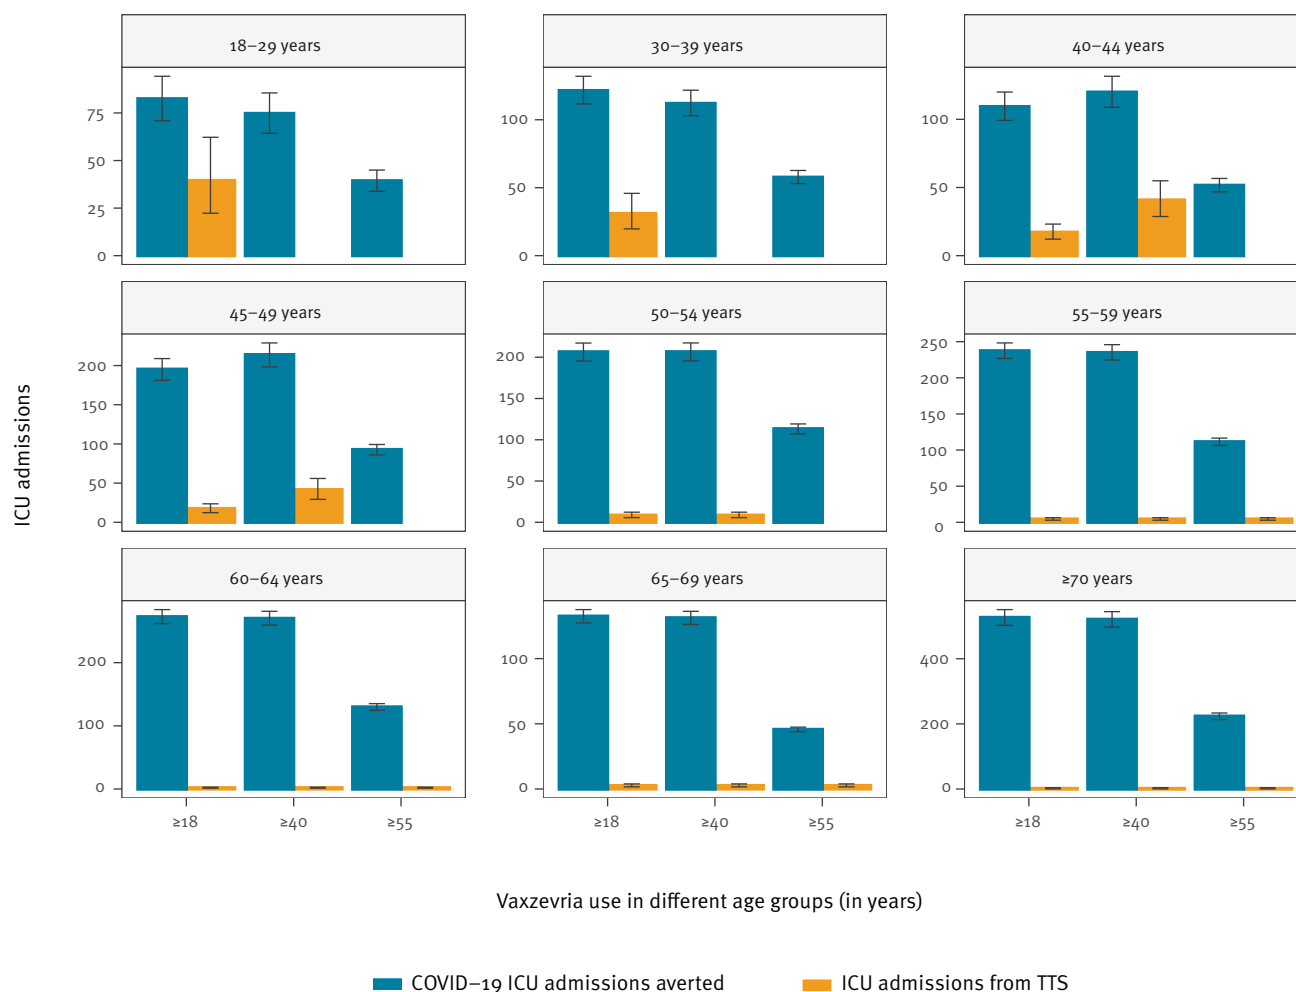 18–29 years
30–39 years
40–44 years
75
50
25
0
100
50
0
100
50
0
45–49 years
50–54 years
55–59 years
200
150
100
50
0
200
150
100
50
0
250
200
150
100
50
0
60–64 years
65–69 years
≥70 years
200
100
0
100
50
0
400
200
0
≥18 ≥40 ≥55
≥18 ≥40 ≥55
≥18 ≥40 ≥55
ICU admissions
Vaxzevria use in different age groups (in years)
COVID–19 ICU admissions averted
ICU admissions from TTS